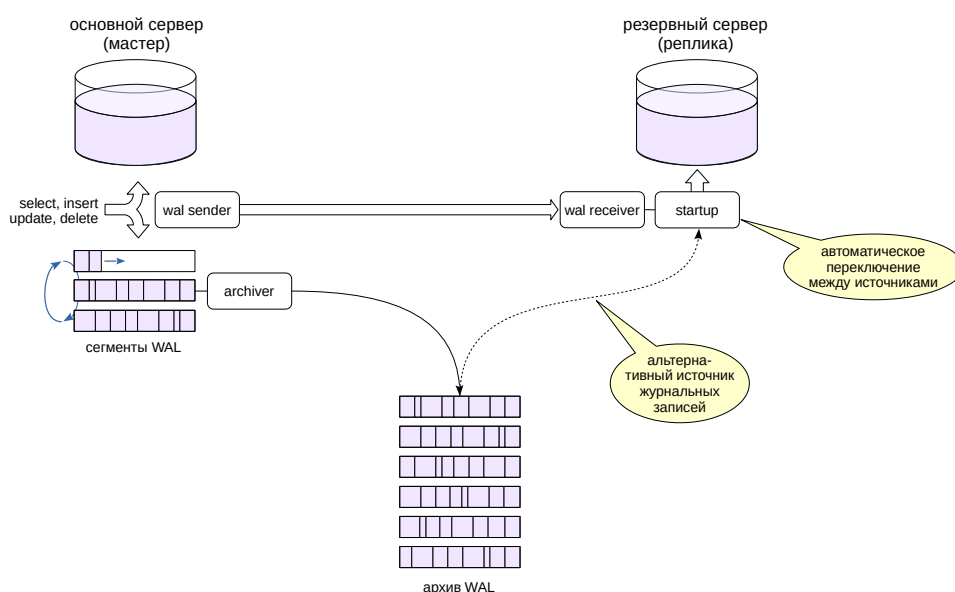 основной сервер
(мастер)
резервный сервер
(реплика)
select, insert
update, delete
wal sender
wal receiver
startup
автоматическое
переключение
между источниками
archiver
сегменты WAL
альтерна-
тивный источник
журнальных
записей
архив WAL